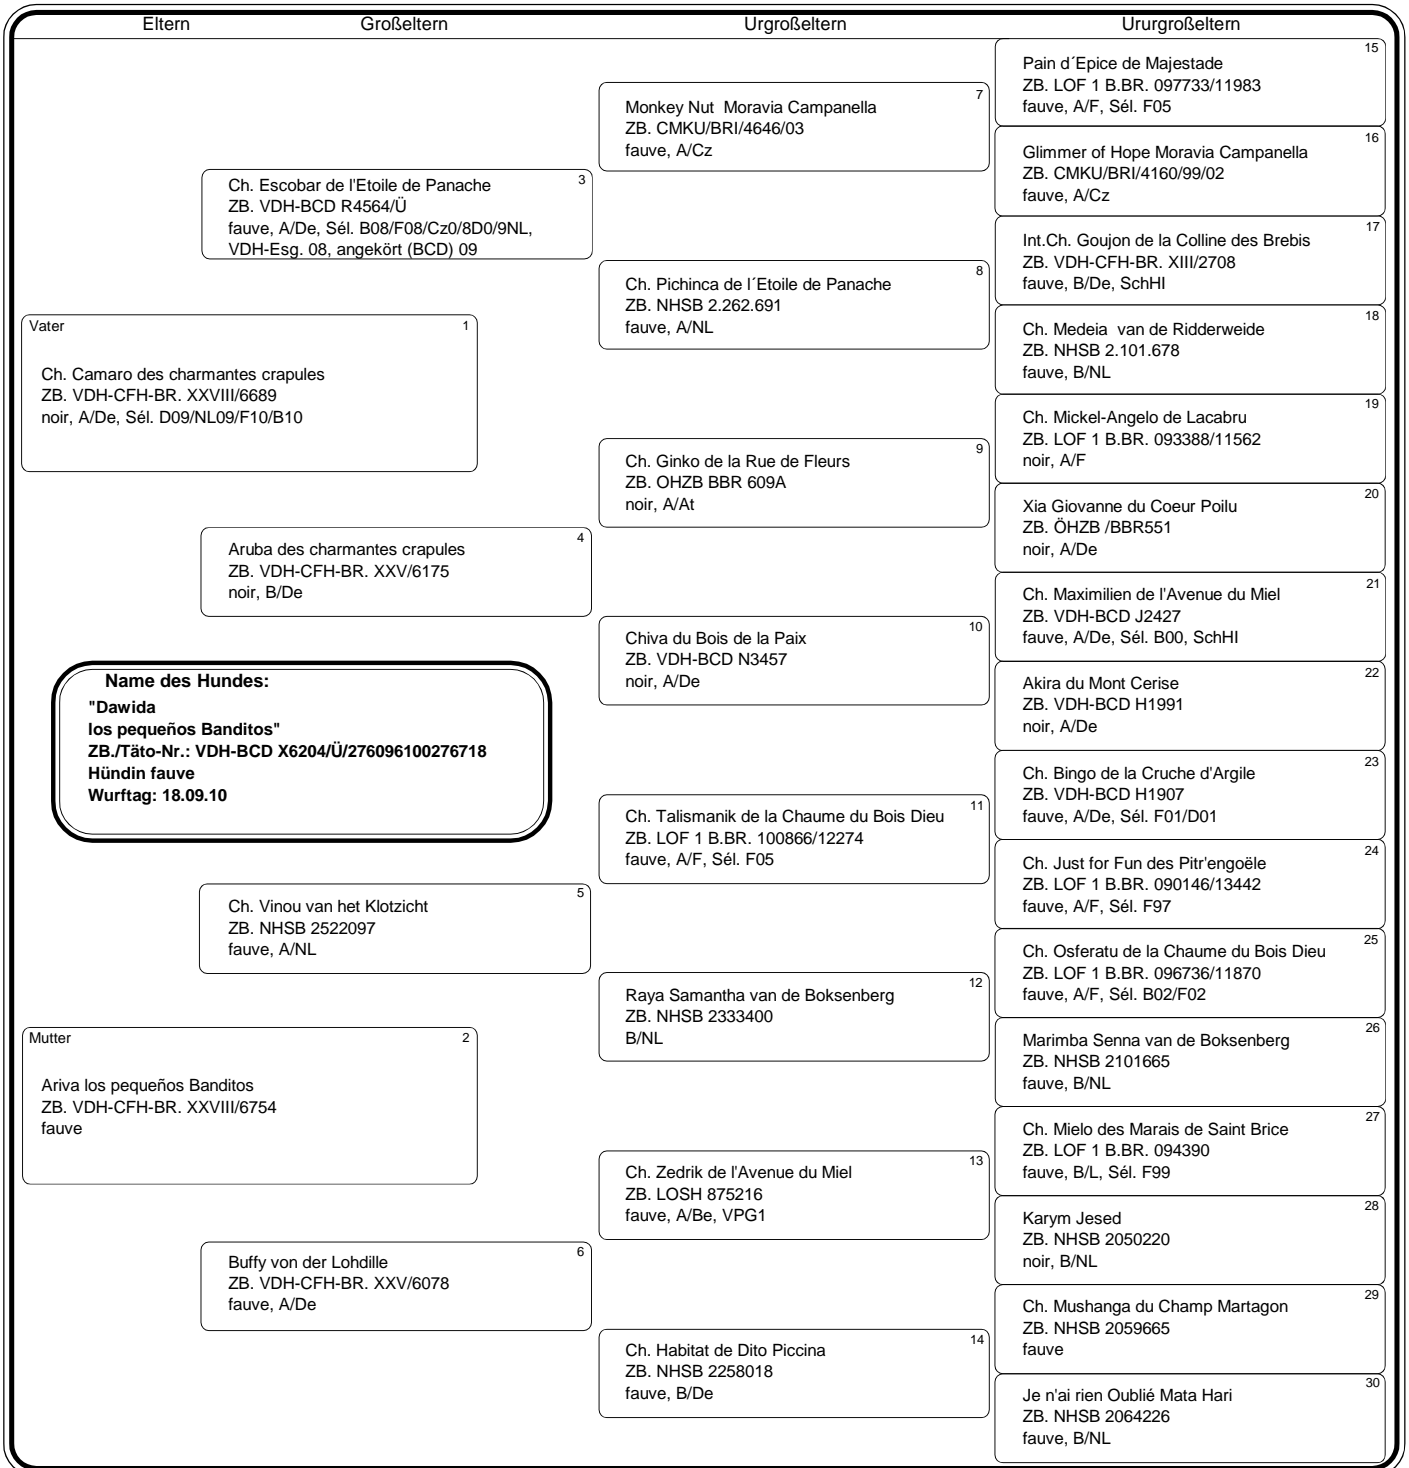 Eltern Großeltern Urgroßeltern Ururgroßeltern
Vater 1
Ch. Camaro des charmantes crapules
ZB. VDH-CFH-BR. XXVIII/6689
noir, A/De, Sél. D09/NL09/F10/B10
Name des Hundes:
"Dawida
los pequeños Banditos"
ZB./Täto-Nr.: VDH-BCD X6204/Ü/276096100276718
Hündin fauve
Wurftag: 18.09.10
Mutter 2
Ariva los pequeños Banditos
ZB. VDH-CFH-BR. XXVIII/6754
fauve
3
Ch. Escobar de l'Etoile de Panache
ZB. VDH-BCD R4564/Ü
fauve, A/De, Sél. B08/F08/Cz0/8D0/9NL,
VDH-Esg. 08, angekört (BCD) 09
4
Aruba des charmantes crapules
ZB. VDH-CFH-BR. XXV/6175
noir, B/De
5
Ch. Vinou van het Klotzicht
ZB. NHSB 2522097
fauve, A/NL
6
Buffy von der Lohdille
ZB. VDH-CFH-BR. XXV/6078
fauve, A/De
7
Monkey Nut  Moravia Campanella
ZB. CMKU/BRI/4646/03
fauve, A/Cz
8
Ch. Pichinca de l´Etoile de Panache
ZB. NHSB 2.262.691
fauve, A/NL
9
Ch. Ginko de la Rue de Fleurs
ZB. OHZB BBR 609A
noir, A/At
10
Chiva du Bois de la Paix
ZB. VDH-BCD N3457
noir, A/De
11
Ch. Talismanik de la Chaume du Bois Dieu
ZB. LOF 1 B.BR. 100866/12274
fauve, A/F, Sél. F05
12
Raya Samantha van de Boksenberg
ZB. NHSB 2333400
B/NL
13
Ch. Zedrik de l'Avenue du Miel
ZB. LOSH 875216
fauve, A/Be, VPG1
14
Ch. Habitat de Dito Piccina
ZB. NHSB 2258018
fauve, B/De
15
Pain d´Epice de Majestade
ZB. LOF 1 B.BR. 097733/11983
fauve, A/F, Sél. F05
16
Glimmer of Hope Moravia Campanella
ZB. CMKU/BRI/4160/99/02
fauve, A/Cz
17
Int.Ch. Goujon de la Colline des Brebis
ZB. VDH-CFH-BR. XIII/2708
fauve, B/De, SchHI
18
Ch. Medeia  van de Ridderweide
ZB. NHSB 2.101.678
fauve, B/NL
19
Ch. Mickel-Angelo de Lacabru
ZB. LOF 1 B.BR. 093388/11562
noir, A/F
20
Xia Giovanne du Coeur Poilu
ZB. ÖHZB /BBR551
noir, A/De
21
Ch. Maximilien de l'Avenue du Miel
ZB. VDH-BCD J2427
fauve, A/De, Sél. B00, SchHI
22
Akira du Mont Cerise
ZB. VDH-BCD H1991
noir, A/De
23
Ch. Bingo de la Cruche d'Argile
ZB. VDH-BCD H1907
fauve, A/De, Sél. F01/D01
24
Ch. Just for Fun des Pitr'engoële
ZB. LOF 1 B.BR. 090146/13442
fauve, A/F, Sél. F97
25
Ch. Osferatu de la Chaume du Bois Dieu
ZB. LOF 1 B.BR. 096736/11870
fauve, A/F, Sél. B02/F02
26
Marimba Senna van de Boksenberg
ZB. NHSB 2101665
fauve, B/NL
27
Ch. Mielo des Marais de Saint Brice
ZB. LOF 1 B.BR. 094390
fauve, B/L, Sél. F99
28
Karym Jesed
ZB. NHSB 2050220
noir, B/NL
29
Ch. Mushanga du Champ Martagon
ZB. NHSB 2059665
fauve
30
Je n'ai rien Oublié Mata Hari
ZB. NHSB 2064226
fauve, B/NL